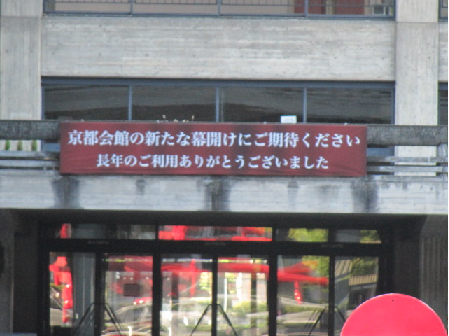 京都会館の新たな幕開けにご期待ください
長年のご利用ありがとうございました